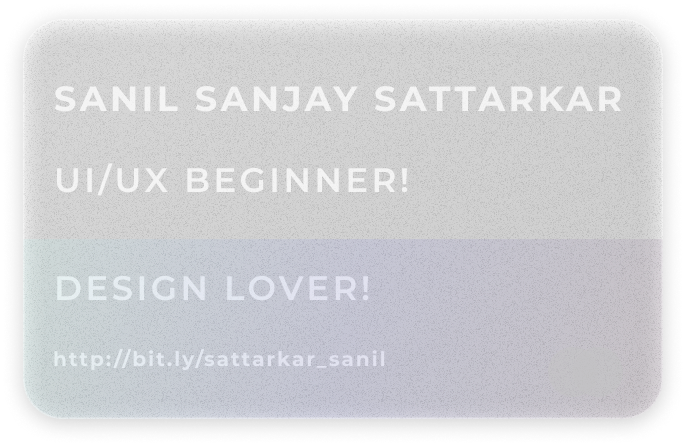 SANIL SANJAY SATTARKAR
UI/UX BEGINNER!
DESIGN LOVER!
http://bit.ly/sattarkar_sanil